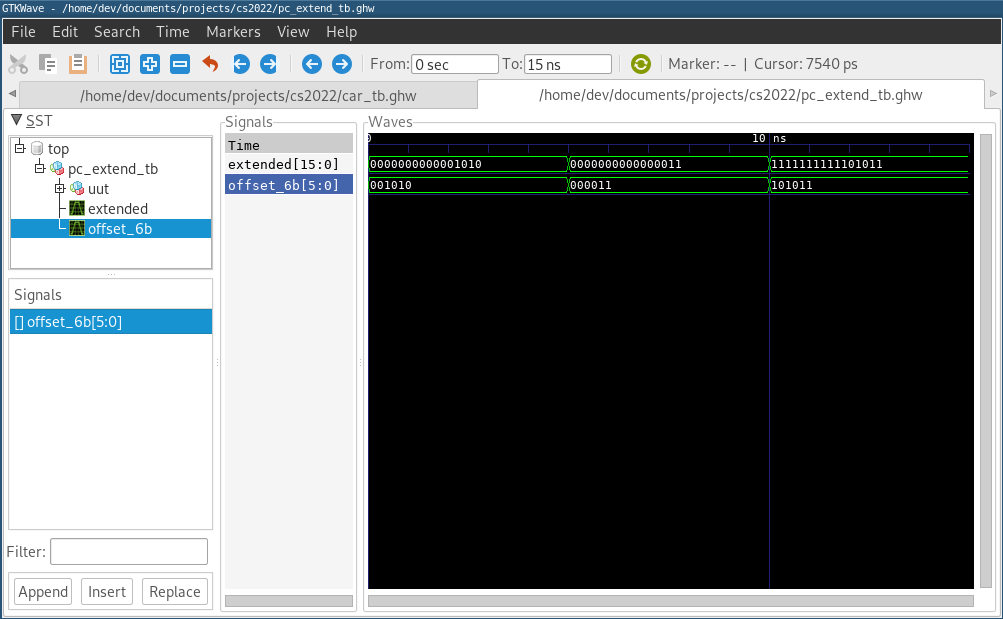 GTKWave - /home/dev/documents/projects/cs2022/pc_extend_tb.ghw
File Edit Search Time Markers View Help
From: 0 sec To: 15 ns Marker: -- | Cursor: 7540 ps
/home/dev/documents/projects/cs2022/car_tb.ghw /home/dev/documents/projects/cs2022/pc_extend_tb.ghw
SST
top
pc_extend_tb
uut
extended
offset_6b
Signals
[] offset_6b[5:0]
Filter:
Append Insert Replace
Signals
Time
extended[15:0]
offset_6b[5:0]
Waves
0 10 ns
0000000000001010 0000000000000011 1111111111101011
001010 000011 101011